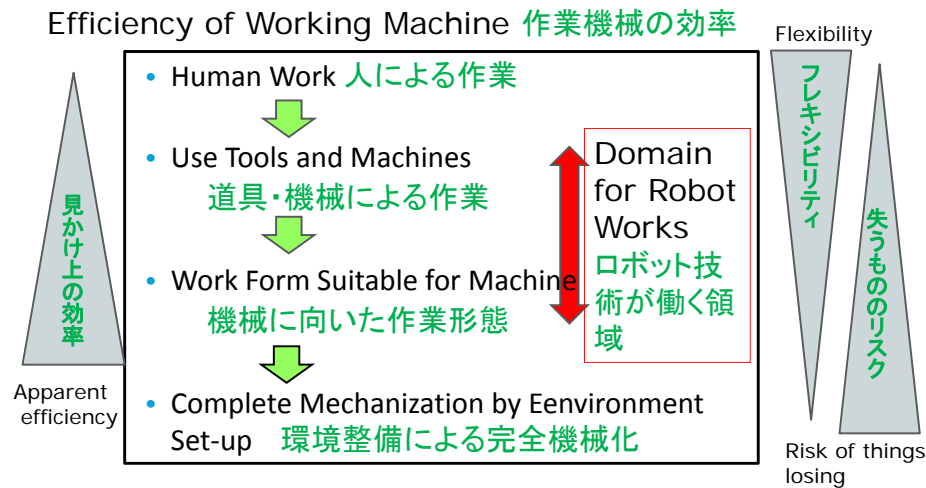 Efficiency of Working Machine 作業機械の効率
Flexibility
フレキシビリティ
失うもののリスク
見かけ上の効率
• Human Work 人による作業
• Use Tools and Machines
道具・機械による作業
• Work Form Suitable for Machine
機械に向いた作業形態
• Complete Mechanization by Eenvironment
Set-up 環境整備による完全機械化
Domain
for Robot
Works
ロボット技
術が働く領
域
Apparent
efficiency
Risk of things
losing